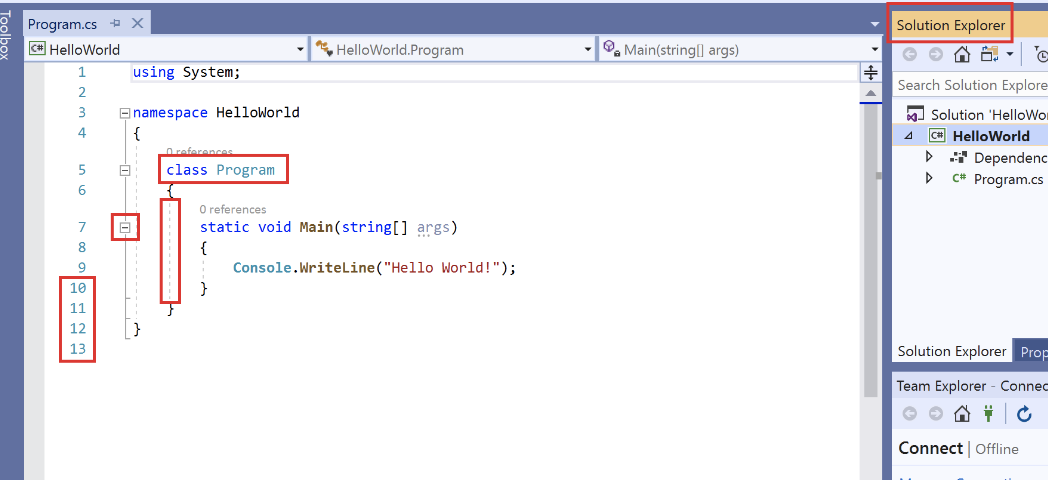 Toolbox
Program.cs
HelloWorld
HelloWorld.Program
Main(string[] args)
1 using System;
2
3 namespace HelloWorld
4 {
0 references
5 class Program
6 {
0 references
7 static void Main(string[] args)
8 {
9 Console.WriteLine("Hello World!");
10 }
11 }
12 }
13
Solution Explorer
Search Solution Explore
Solution 'HelloWor
C# HelloWorld
Dependenc
C# Program.cs
Solution Explorer
Prop
Team Explorer - Connec
Connect | Offline